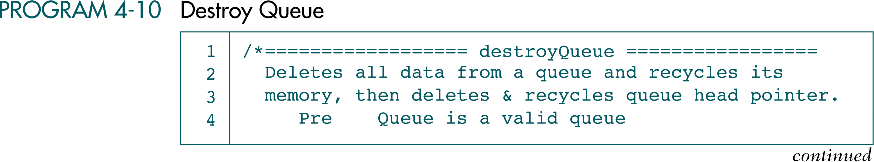 PROGRAM 4-10 Destroy Queue
1 /*================== destroyQueue =================
2 Deletes all data from a queue and recycles its
3 memory, then deletes & recycles queue head pointer.
4 Pre Queue is a valid queue
continued